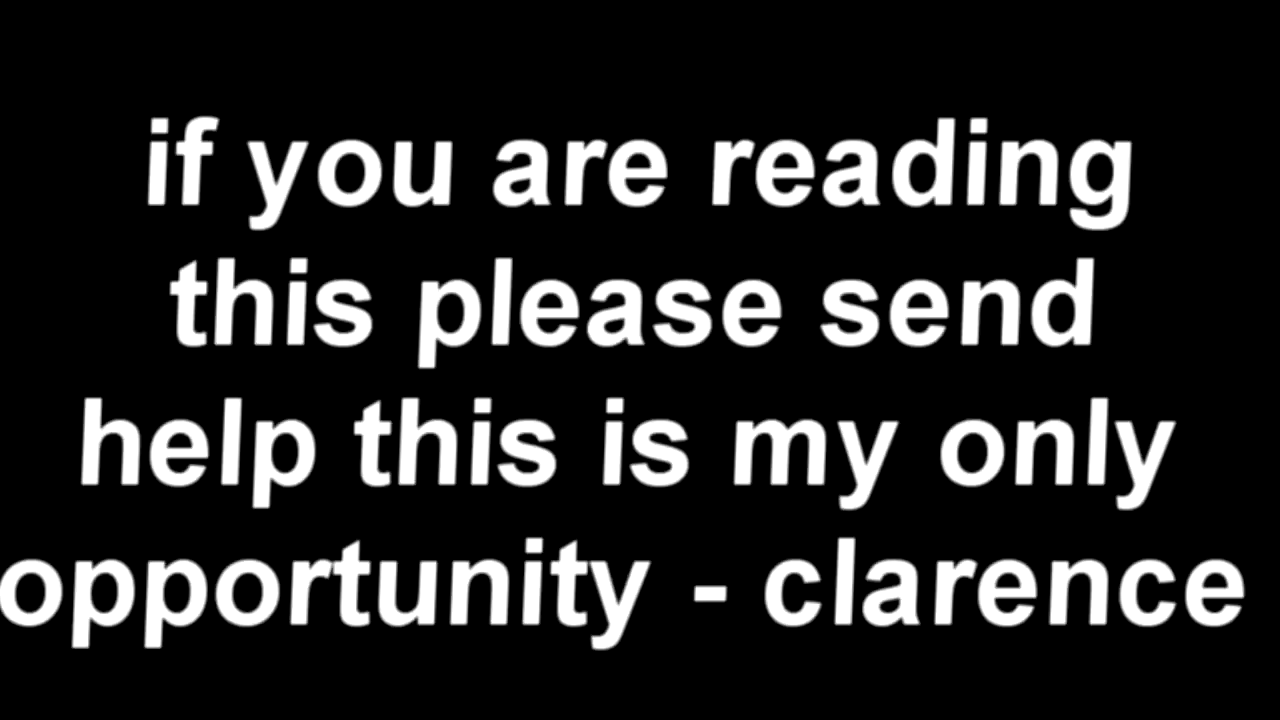 if you are reading
this please send
help this is my only
opportunity - clarence